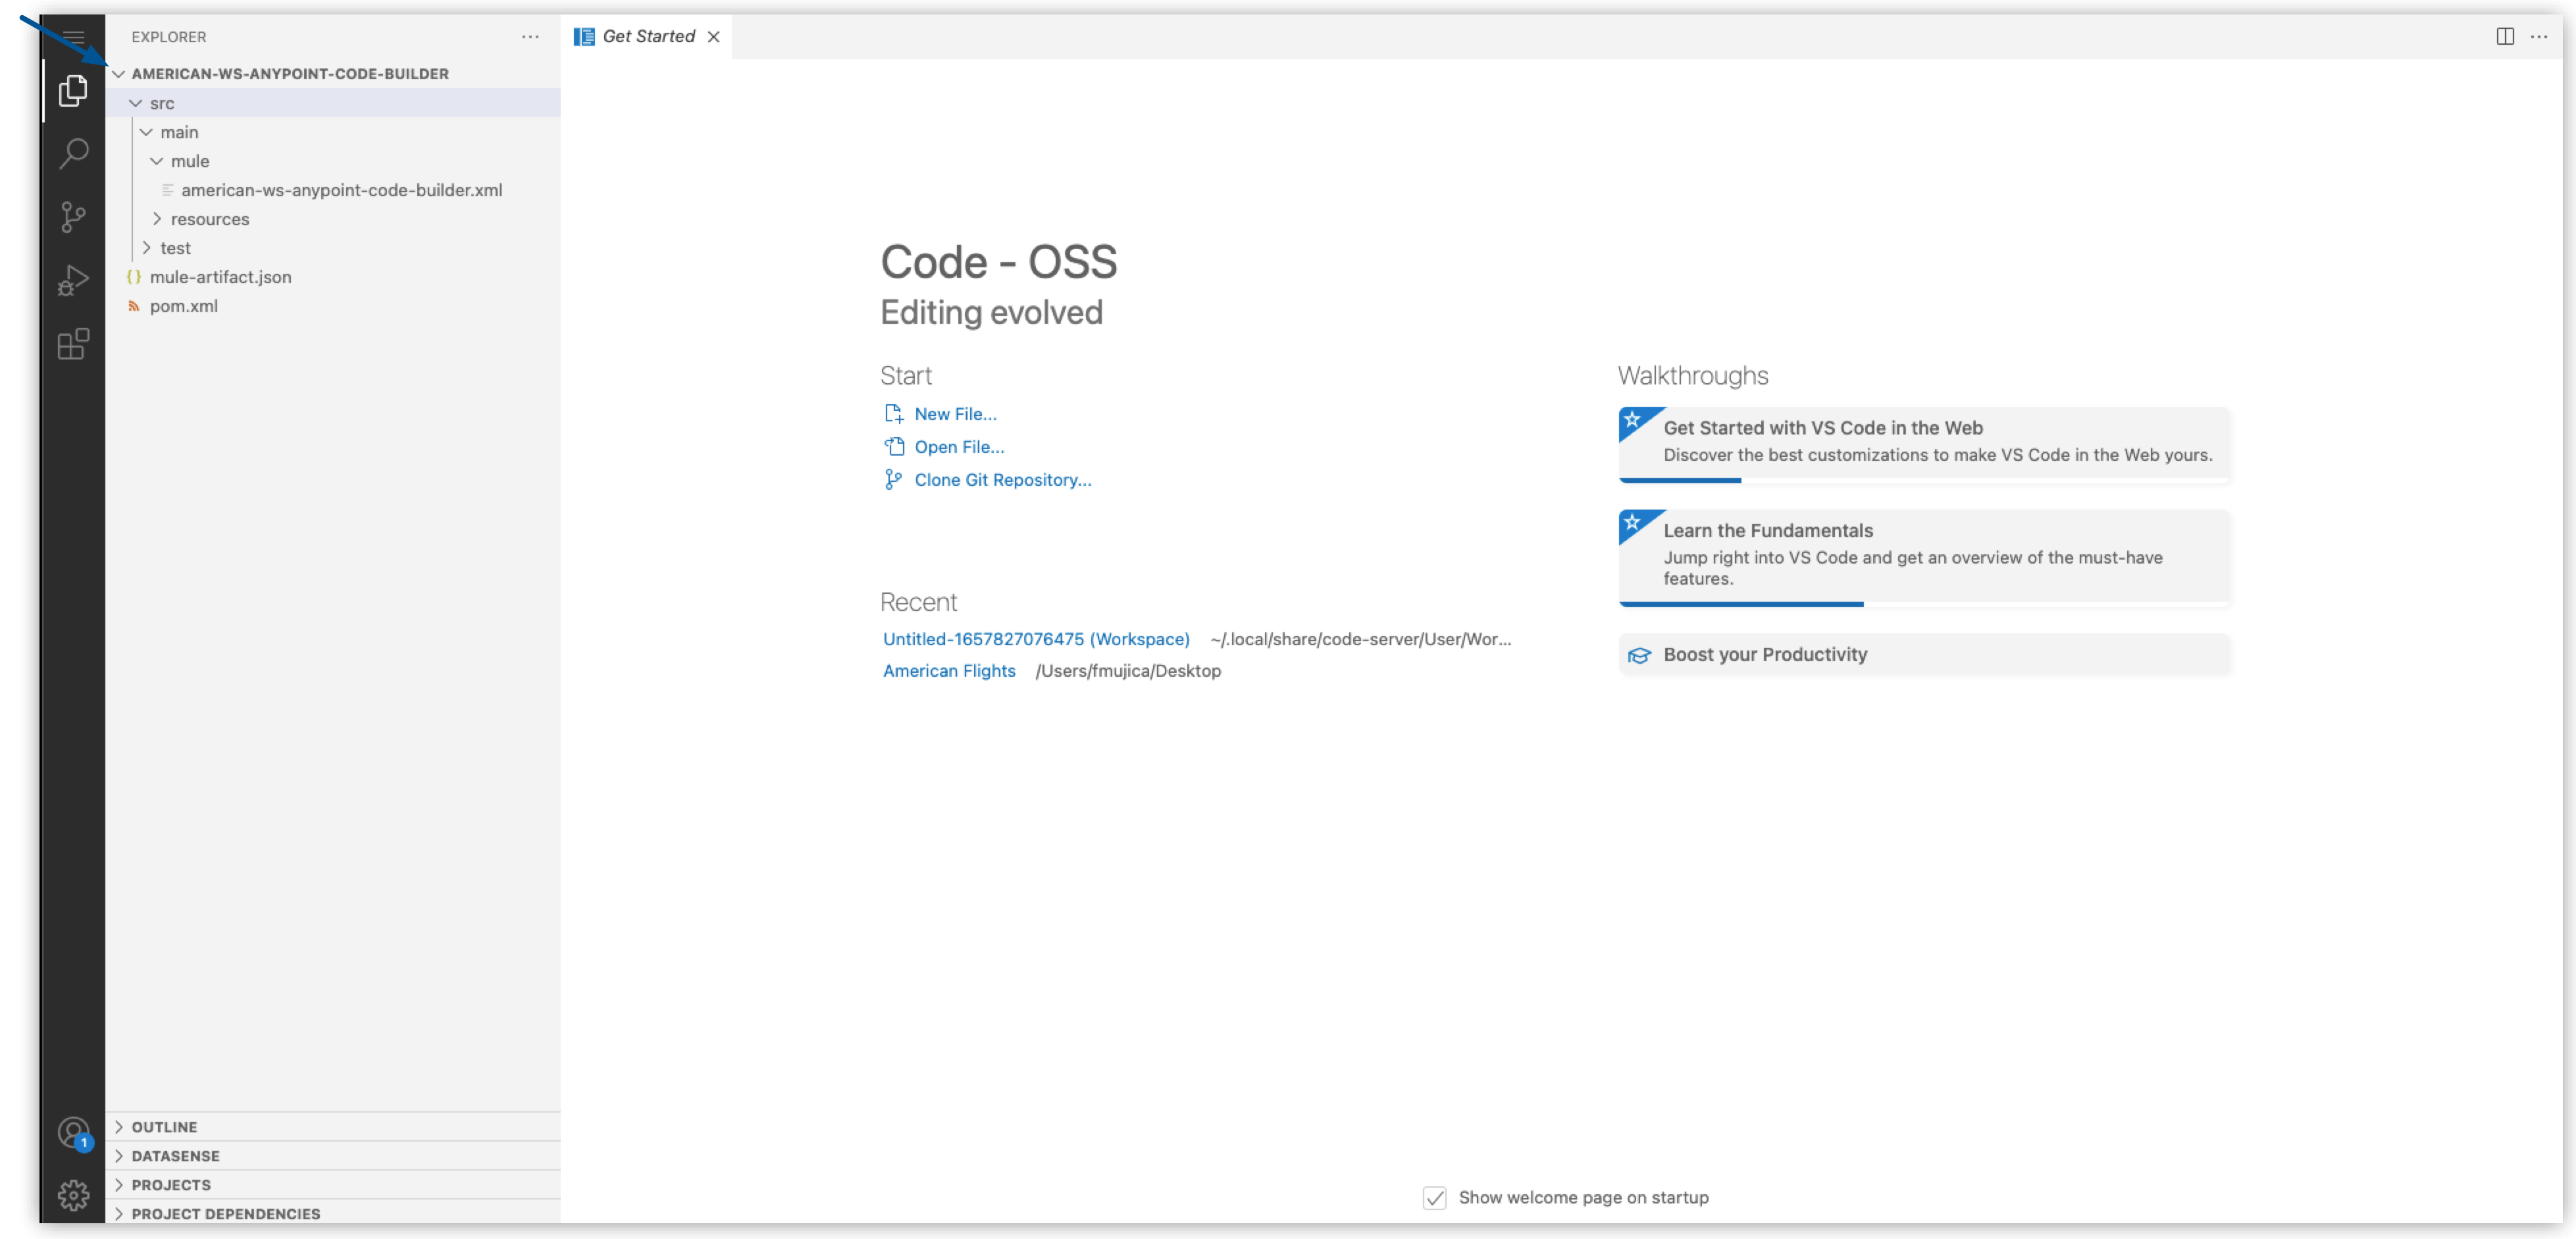 EXPLORER
Get Started
AMERICAN-WS-ANYPOINT-CODE-BUILDER
src
main
mule
american-ws-anypoint-code-builder.xml
resources
test
mule-artifact.json
pom.xml
Code - OSS
Editing evolved
Start
New File...
Open File...
Clone Git Repository...
Recent
Untitled-1657827076475 (Workspace) ~/.local/share/code-server/User/Wor...
American Flights /Users/fmujica/Desktop
Walkthroughs
Get Started with VS Code in the Web
Discover the best customizations to make VS Code in the Web yours.
Learn the Fundamentals
Jump right into VS Code and get an overview of the must-have
features.
Boost your Productivity
1
OUTLINE
DATASENSE
PROJECTS
PROJECT DEPENDENCIES
Show welcome page on startup